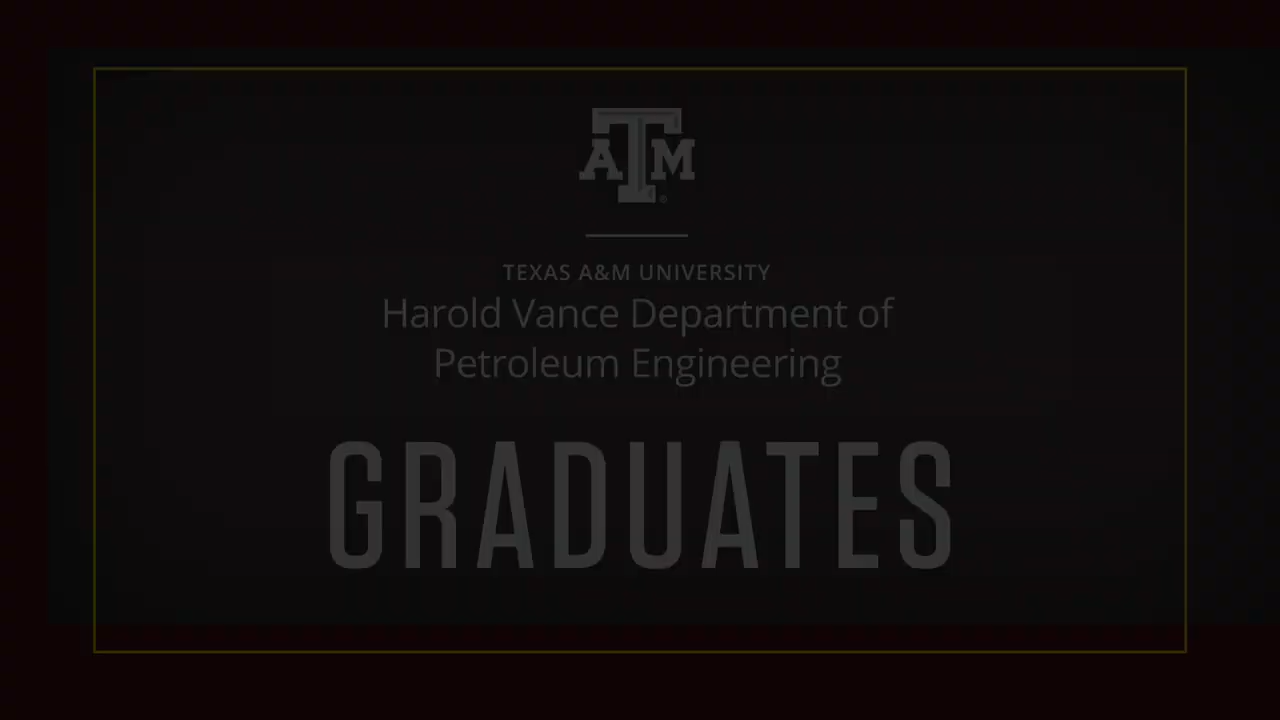 ATM®
TEXAS A&M UNIVERSITY
Harold Vance Department of
Petroleum Engineering
GRADUATES